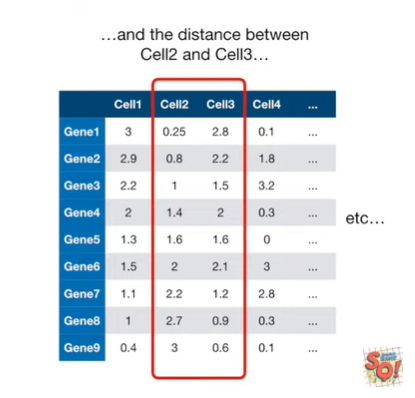 …and the distance between
Cell2 and Cell3…
Cell1 Cell2 Cell3 Cell4 ...
Gene1 3 0.25 2.8 0.1 ...
Gene2 2.9 0.8 2.2 1.8 ...
Gene3 2.2 1 1.5 3.2 ...
Gene4 2 1.4 2 0.3 ...
Gene5 1.3 1.6 1.6 0 ...
Gene6 1.5 2 2.1 3 ...
Gene7 1.1 2.2 1.2 2.8 ...
Gene8 1 2.7 0.9 0.3 ...
Gene9 0.4 3 0.6 0.1 ...
etc…
SQ!